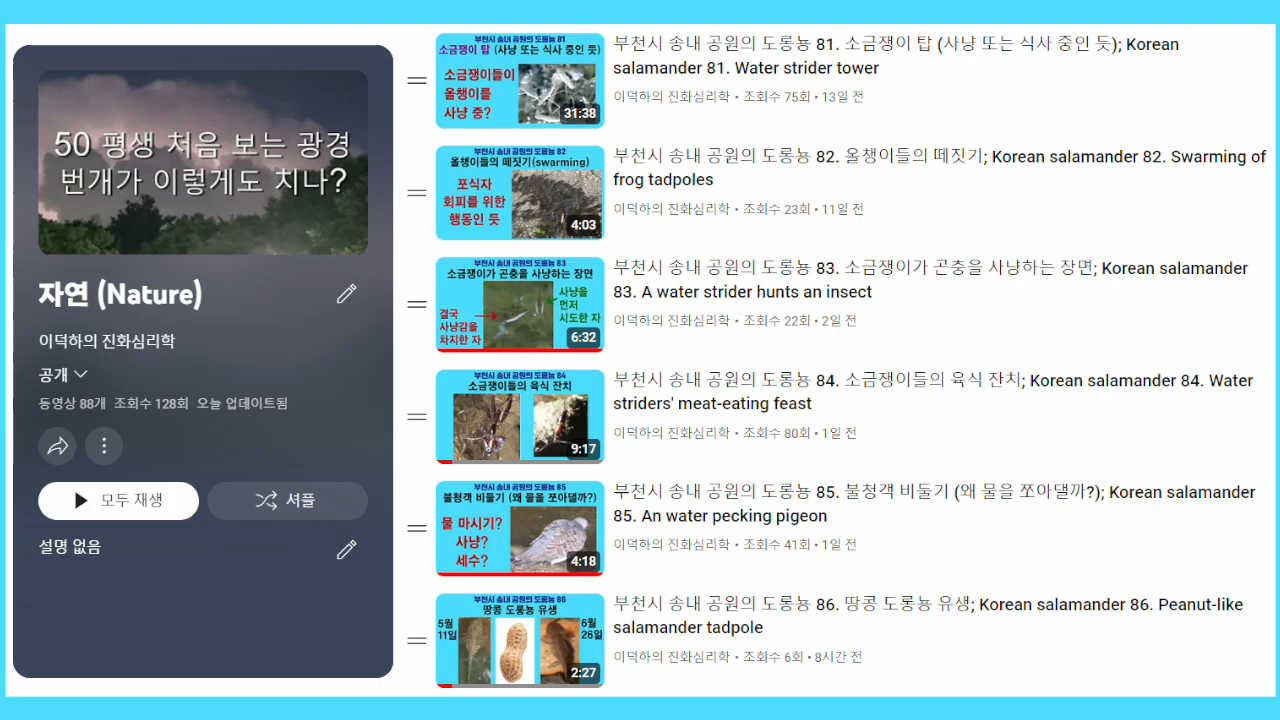 50 평생 처음 보는 광경
번개가 이렇게도 치나?
자연 (Nature)
이덕하의 진화심리학
공개
동영상 88개 조회수 128회 오늘 업데이트됨
모두 재생
셔플
설명 없음
부천시 송내 공원의 도롱뇽 81
소금쟁이 탑 (사냥 또는 식사 중인 듯)
소금쟁이들이
올챙이를
사냥 중?
31:38
부천시 송내 공원의 도롱뇽 81. 소금쟁이 탑 (사냥 또는 식사 중인 듯); Korean
salamander 81. Water strider tower
이덕하의 진화심리학 • 조회수 75회 • 13일 전
부천시 송내 공원의 도롱뇽 82
올챙이들의 떼짓기(swarming)
포식자
회피를 위한
행동인 듯
4:03
부천시 송내 공원의 도롱뇽 82. 올챙이들의 떼짓기; Korean salamander 82. Swarming of
frog tadpoles
이덕하의 진화심리학 • 조회수 23회 • 11일 전
부천시 송내 공원의 도롱뇽 83
소금쟁이가 곤충을 사냥하는 장면
사냥을
먼저
시도한 자
결국
사냥감을
차지한 자
6:32
부천시 송내 공원의 도롱뇽 83. 소금쟁이가 곤충을 사냥하는 장면; Korean salamander
83. A water strider hunts an insect
이덕하의 진화심리학 • 조회수 22회 • 2일 전
부천시 송내 공원의 도롱뇽 84
소금쟁이들의 육식 잔치
9:17
부천시 송내 공원의 도롱뇽 84. 소금쟁이들의 육식 잔치; Korean salamander 84. Water
striders' meat-eating feast
이덕하의 진화심리학 • 조회수 80회 • 1일 전
부천시 송내 공원의 도롱뇽 85
불청객 비둘기 (왜 물을 쪼아댈까?)
물 마시기?
사냥?
세수?
4:18
부천시 송내 공원의 도롱뇽 85. 불청객 비둘기 (왜 물을 쪼아댈까?); Korean salamander
85. An water pecking pigeon
이덕하의 진화심리학 • 조회수 41회 • 1일 전
부천시 송내 공원의 도롱뇽 86
땅콩 도롱뇽 유생
5월
11일
6월
26일
2:27
부천시 송내 공원의 도롱뇽 86. 땅콩 도롱뇽 유생; Korean salamander 86. Peanut-like
salamander tadpole
이덕하의 진화심리학 • 조회수 6회 • 8시간 전